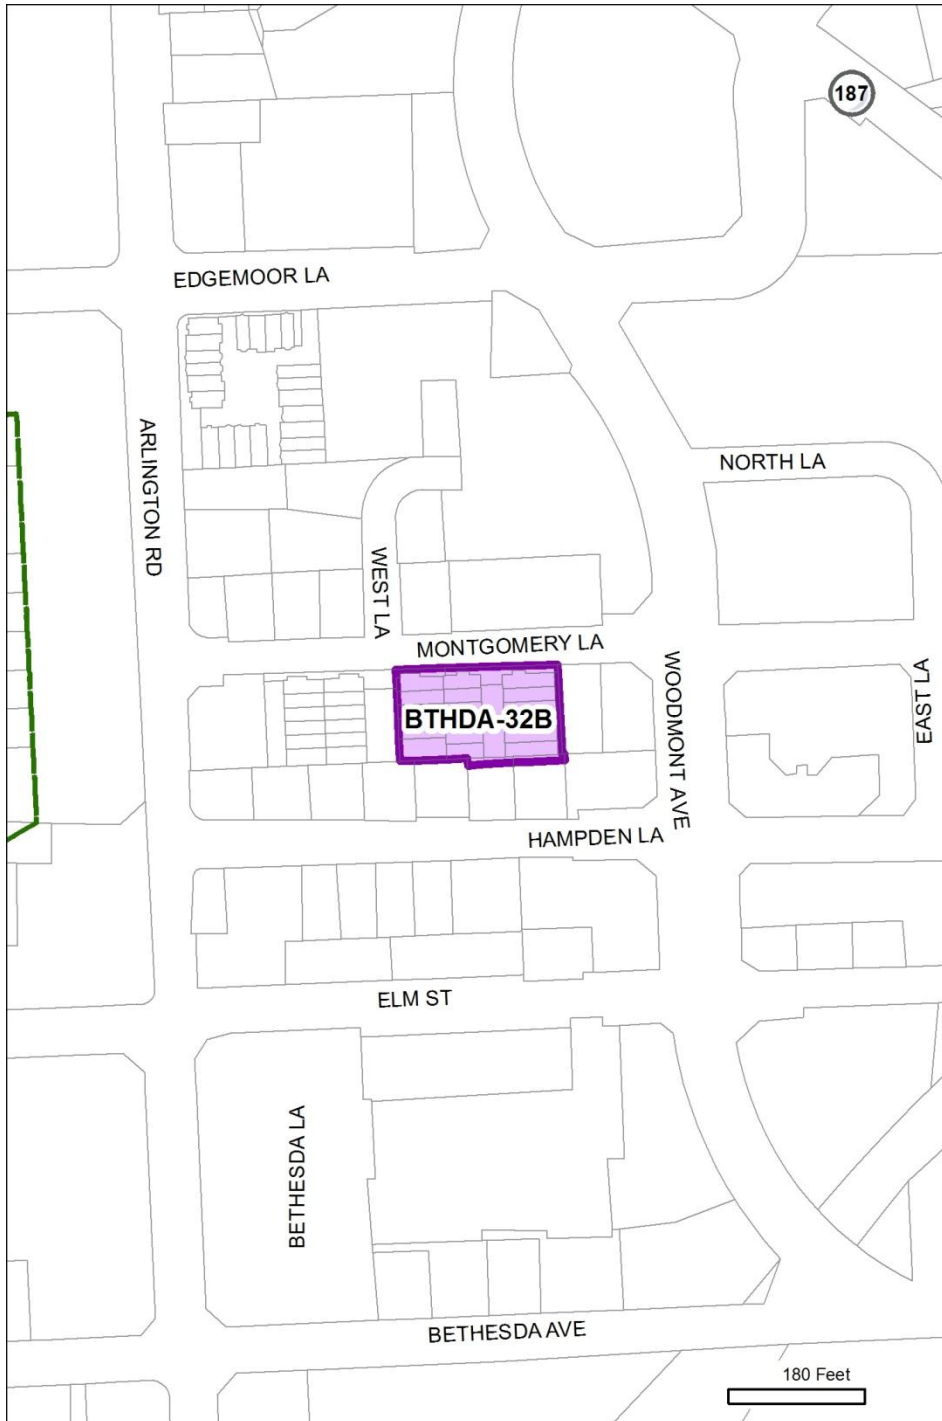 187
EDGEMOOR LA
ARLINGTON RD
NORTH LA
WEST LA
MONTGOMERY LA
WOODMONT AVE
EAST LA
BTHDA-32B
HAMPDEN LA
ELM ST
BETHESDA LA
BETHESDA AVE
180 Feet